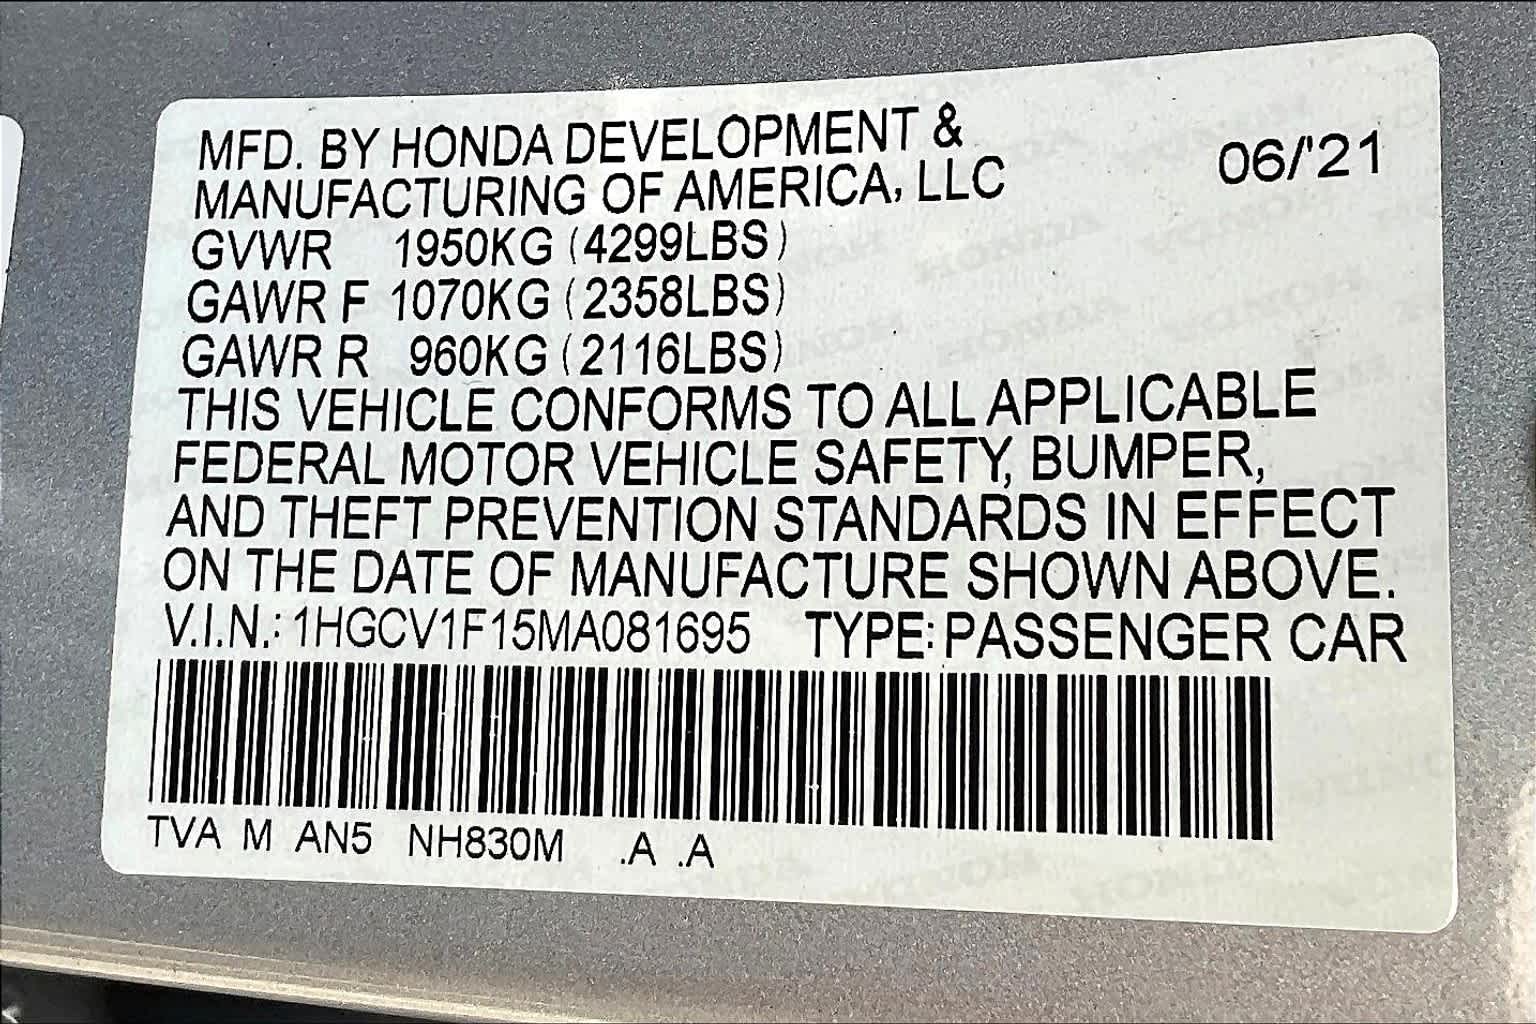 MFD. BY HONDA DEVELOPMENT &
MANUFACTURING OF AMERICA, LLC
06/'21
GVWR 1950KG (4299LBS)
GAWR F 1070KG (2358LBS)
GAWR R 960KG (2116LBS)
THIS VEHICLE CONFORMS TO ALL APPLICABLE
FEDERAL MOTOR VEHICLE SAFETY, BUMPER,
AND THEFT PREVENTION STANDARDS IN EFFECT
ON THE DATE OF MANUFACTURE SHOWN ABOVE.
V.I.N.: 1HGCV1F15MA081695 TYPE: PASSENGER CAR
TVA M AN5 NH830M .A .A